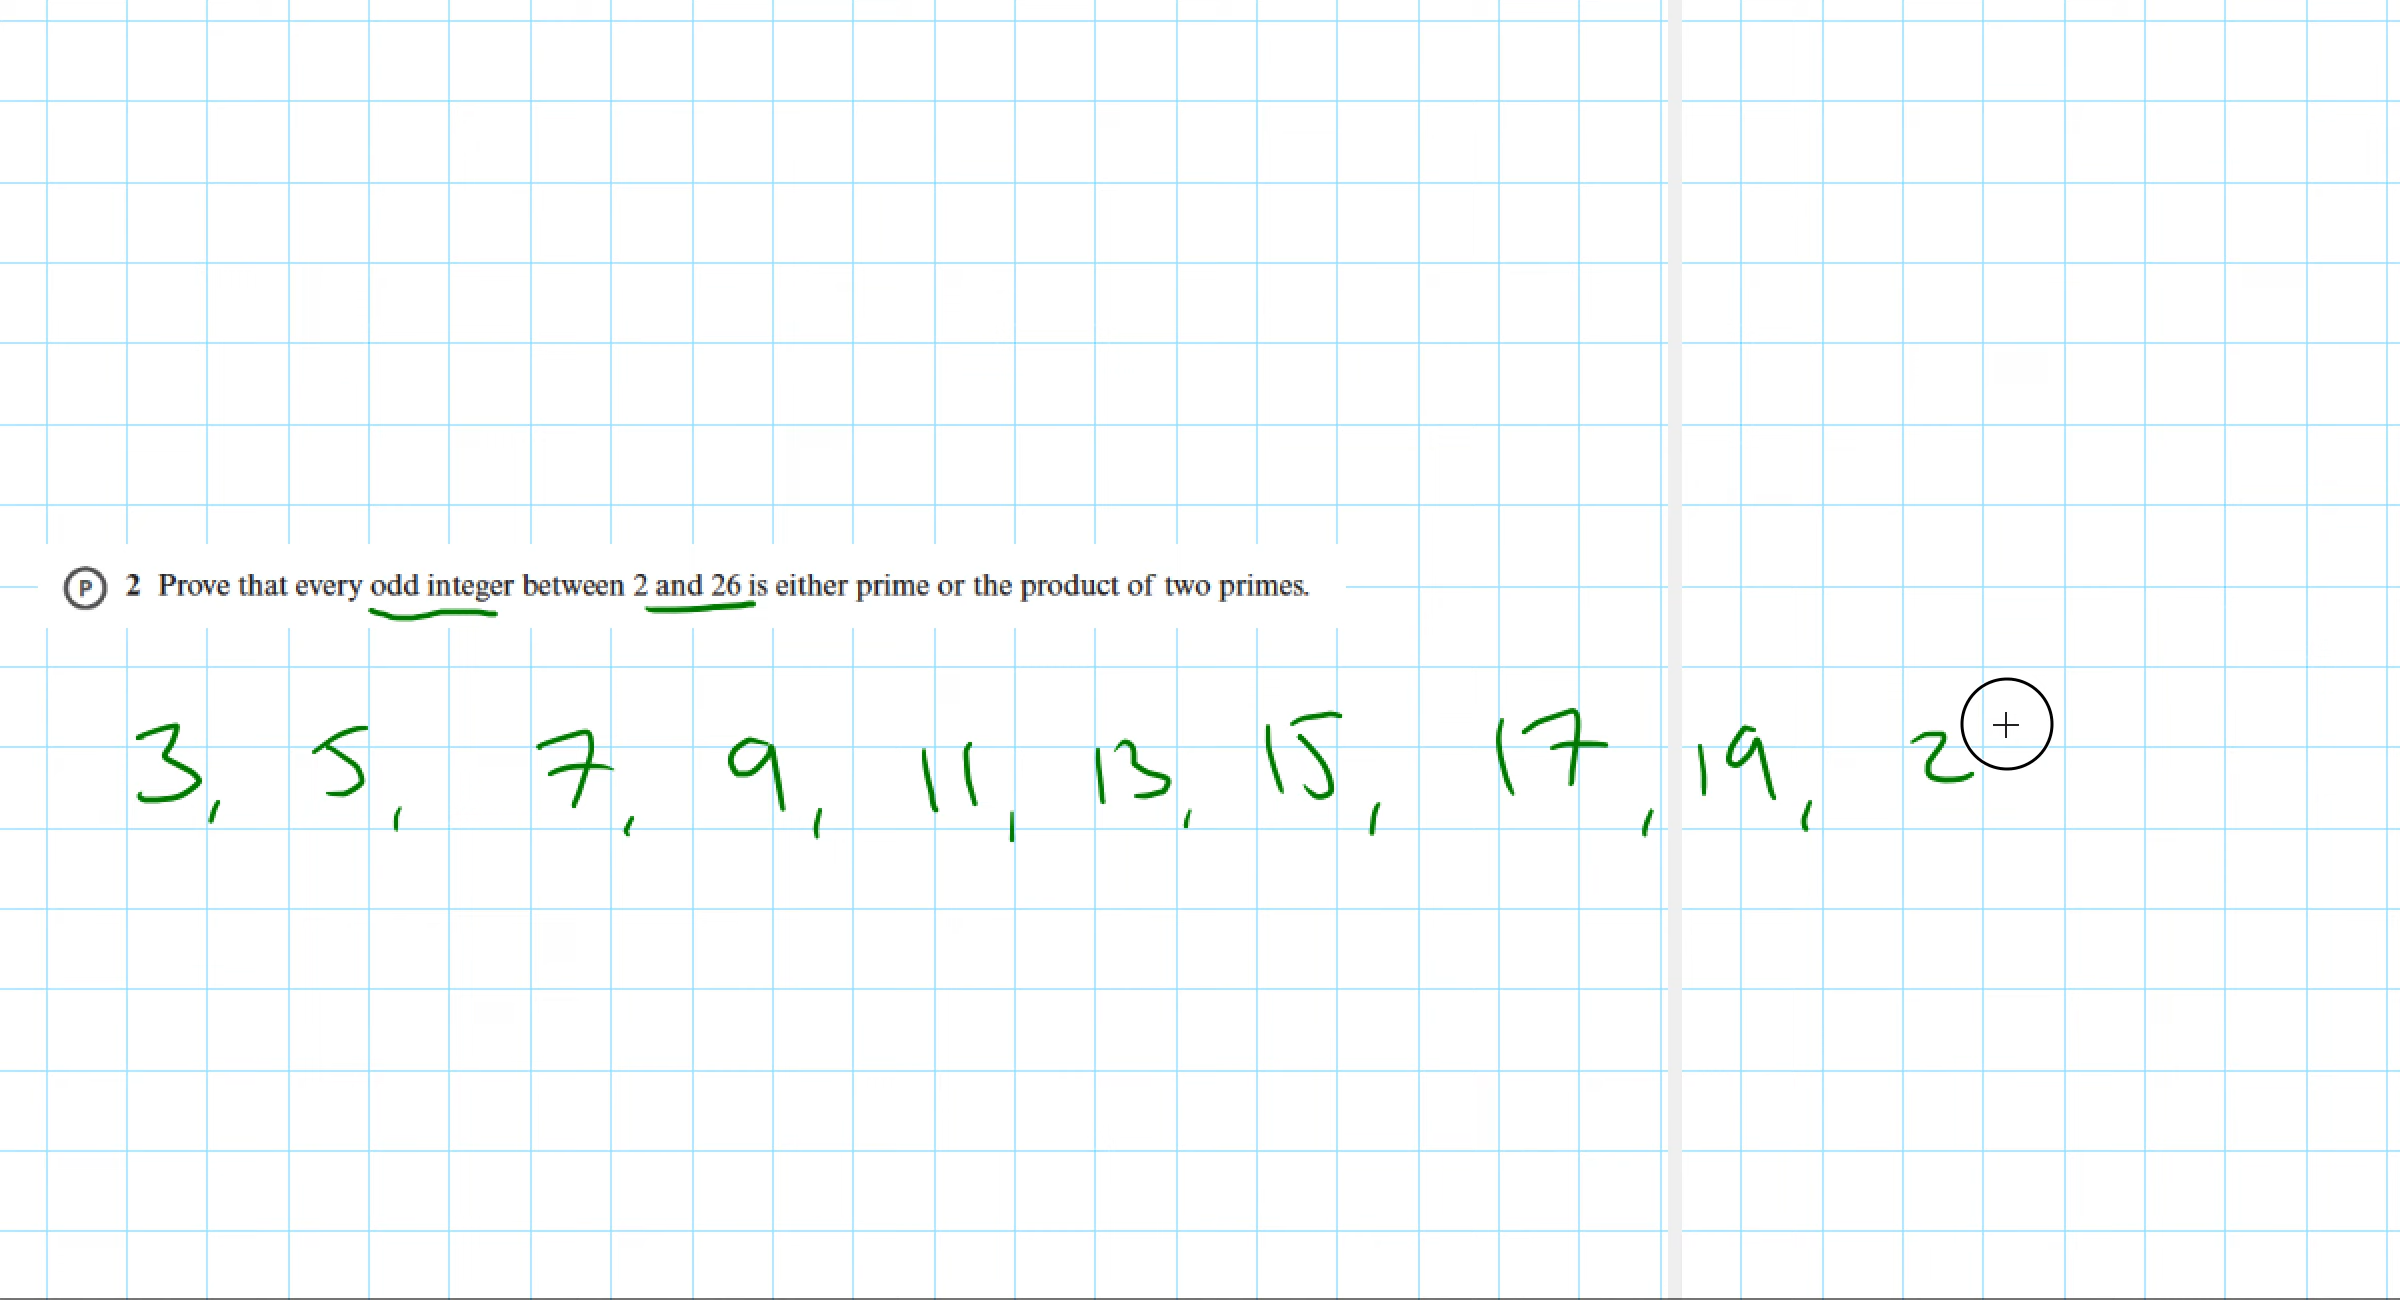 P 2 Prove that every odd integer between 2 and 26 is either prime or the product of two primes.
3, 5, 7, 9, 11, 13, 15, 17, 19, 2